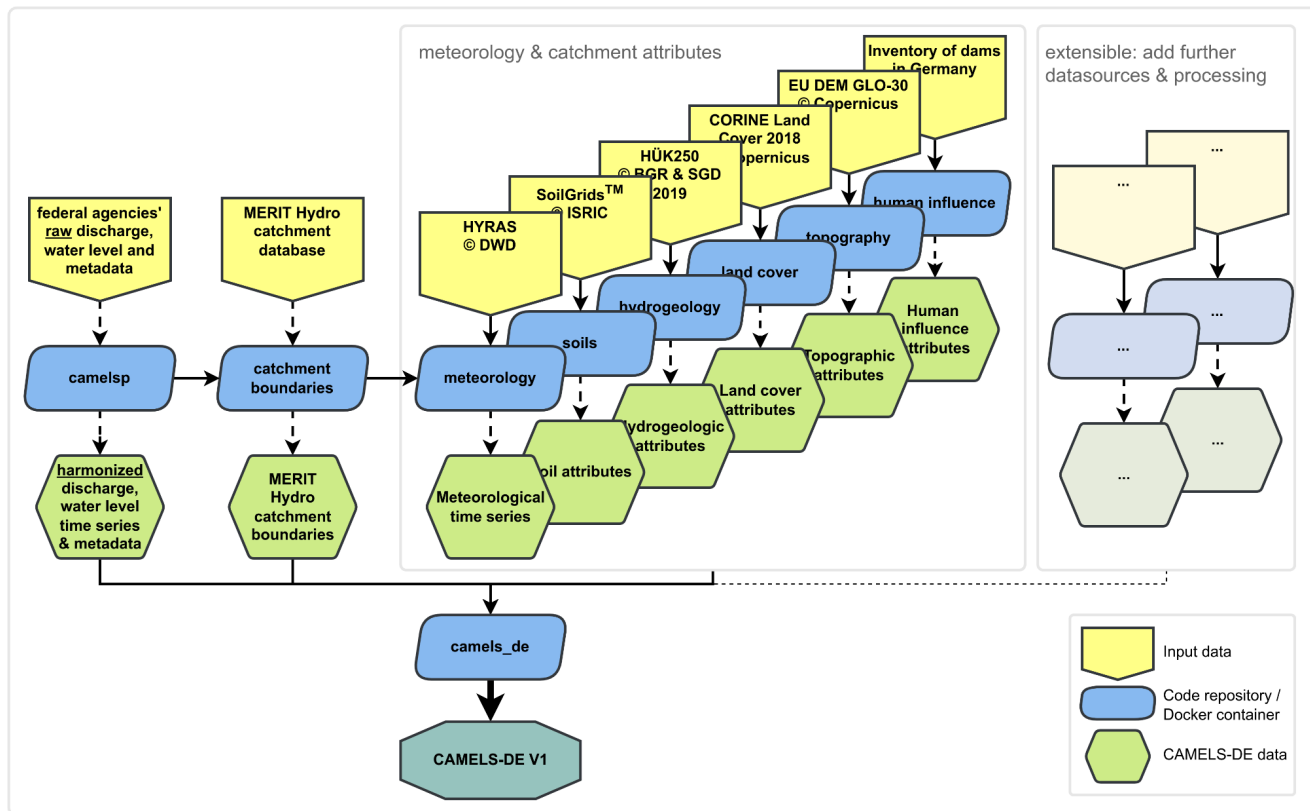 meteorology & catchment attributes
extensible: add further
datasources & processing
Inventory of dams
in Germany
EU DEM GLO-30
© Copernicus
CORINE Land
Cover 2018
opernicus
HÜK250
© BGR & SGD
2019
SoilGrids™
© ISRIC
HYRAS
© DWD
federal agencies'
raw discharge,
water level and
metadata
MERIT Hydro
catchment
database
...
...
human influence
topography
land cover
hydrogeology
soils
meteorology
camelsp
catchment
boundaries
...
...
Human
influence
attributes
Topographic
attributes
Land cover
attributes
Hydrogeologic
attributes
oil attributes
Meteorological
time series
harmonized
discharge,
water level
time series
& metadata
MERIT
Hydro
catchment
boundaries
...
...
camels_de
CAMELS-DE V1
Input data
Code repository /
Docker container
CAMELS-DE data